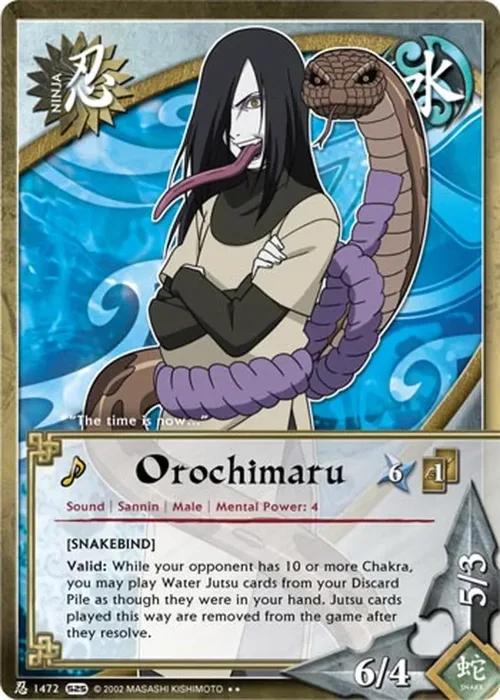 NINJA
忍
水
"The time is now..."
Orochimaru
6
1
Sound | Sannin | Male | Mental Power: 4
[SNAKEBIND]
Valid: While your opponent has 10 or more Chakra,
you may play Water Jutsu cards from your Discard
Pile as though they were in your hand. Jutsu cards
played this way are removed from the game after
they resolve.
5/3
6/4
蛇
SNAKE
忍 1472 S25 © 2002 MASASHI KISHIMOTO ★★